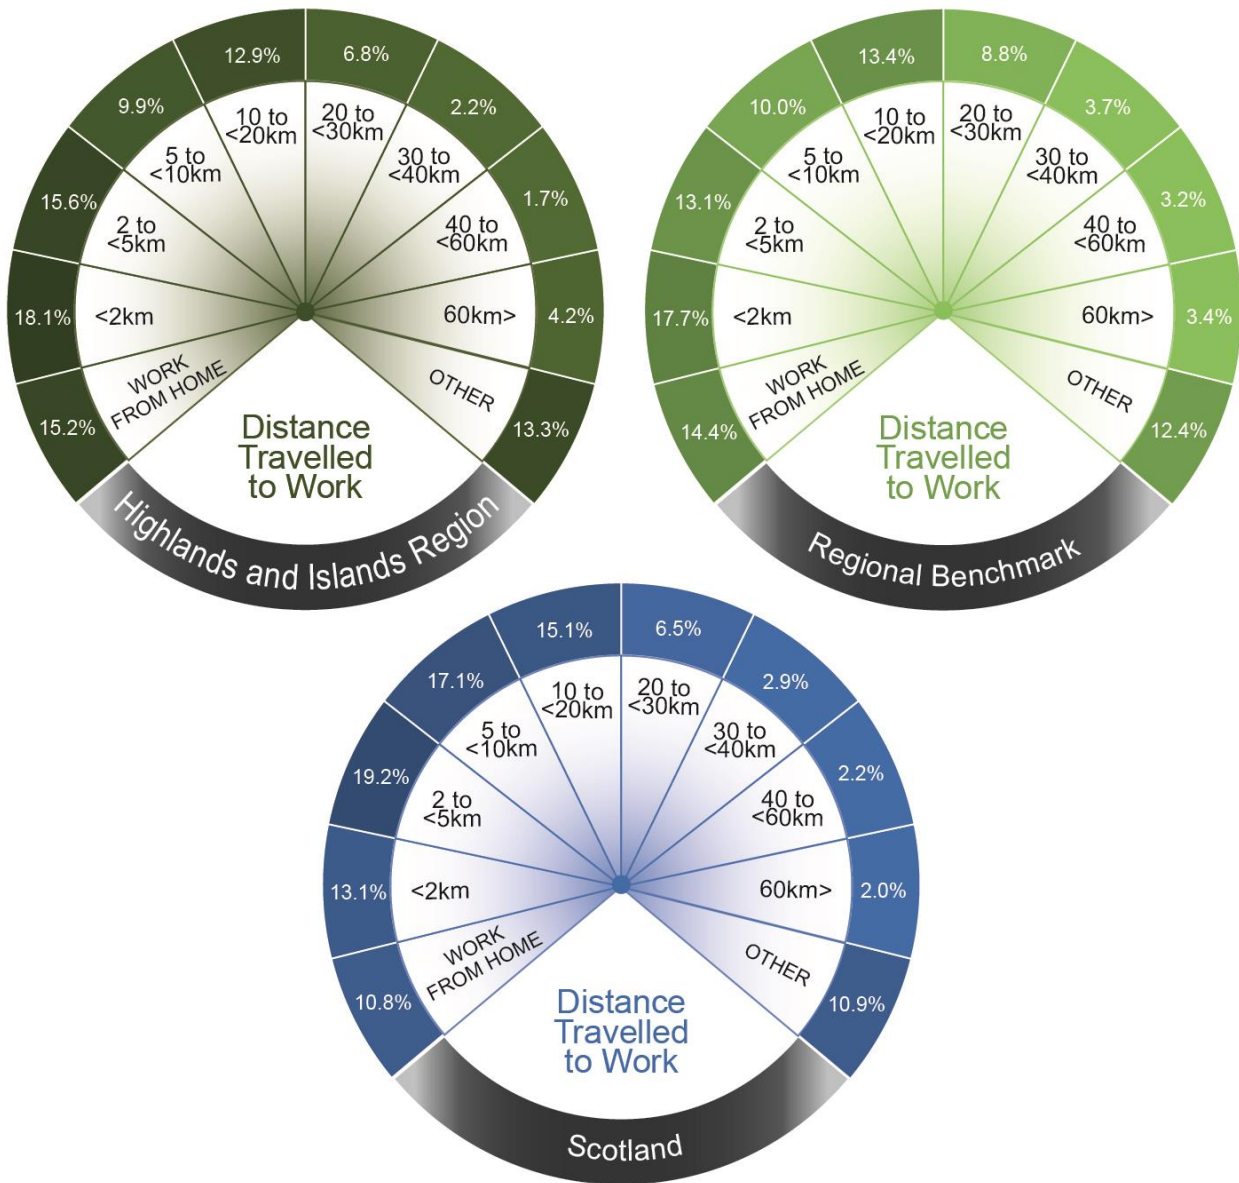 12.9%
6.8%
9.9%
2.2%
15.6%
1.7%
18.1%
4.2%
15.2%
13.3%
10 to
<20km
20 to
<30km
5 to
<10km
30 to
<40km
2 to
<5km
40 to
<60km
<2km
60km>
WORK
FROM HOME
OTHER
Distance
Travelled
to Work
Highlands and Islands Region
13.4%
8.8%
10.0%
3.7%
13.1%
3.2%
17.7%
3.4%
14.4%
12.4%
10 to
<20km
20 to
<30km
5 to
<10km
30 to
<40km
2 to
<5km
40 to
<60km
<2km
60km>
WORK
FROM HOME
OTHER
Distance
Travelled
to Work
Regional Benchmark
15.1%
6.5%
17.1%
2.9%
19.2%
2.2%
13.1%
2.0%
10.8%
10.9%
10 to
<20km
20 to
<30km
5 to
<10km
30 to
<40km
2 to
<5km
40 to
<60km
<2km
60km>
WORK
FROM HOME
OTHER
Distance
Travelled
to Work
Scotland